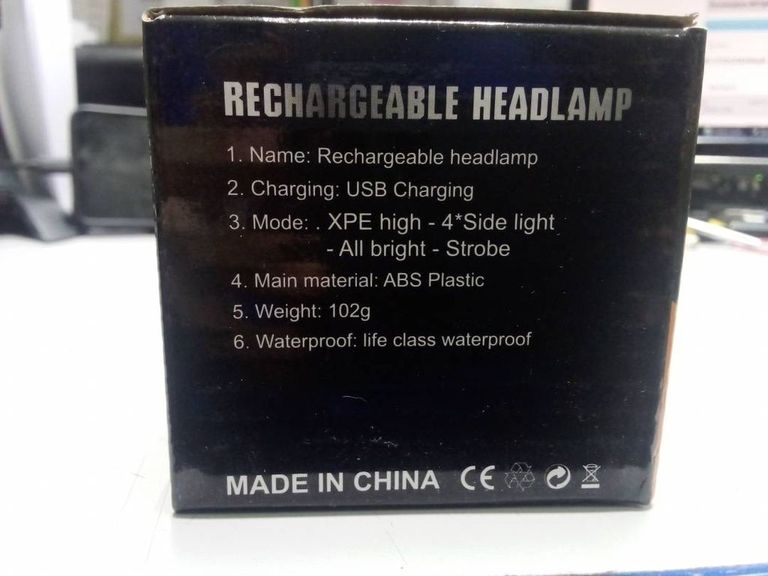 RECHARGEABLE HEADLAMP
1. Name: Rechargeable headlamp
2. Charging: USB Charging
3. Mode: . XPE high - 4*Side light
- All bright - Strobe
4. Main material: ABS Plastic
5. Weight: 102g
6. Waterproof: life class waterproof
MADE IN CHINA CE